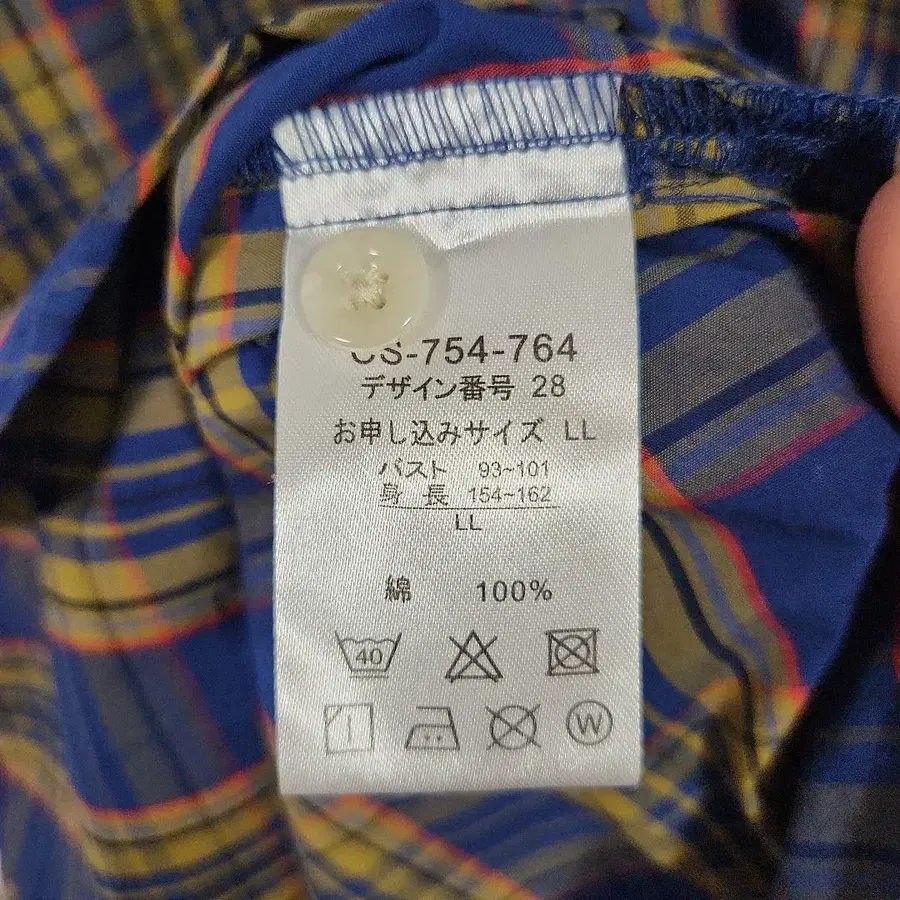 CS-754-764
デザイン番号 28
お申し込みサイズ LL
バスト 93~101
身長 154~162
LL
綿 100%
40
W